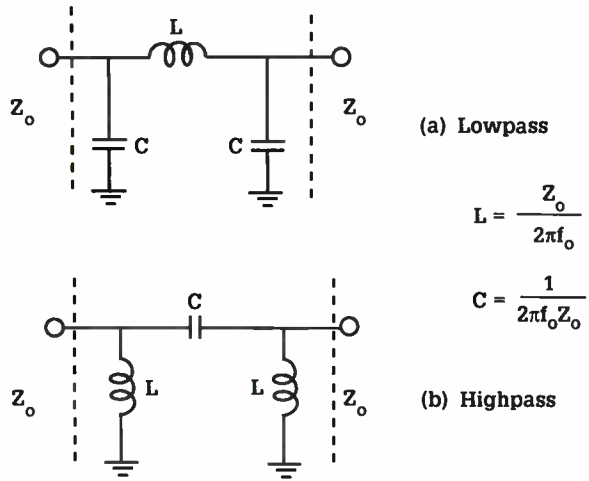 L
Zₒ
Zₒ
C
C
(a) Lowpass
L = Zₒ / 2πfₒ
C = 1 / 2πfₒZₒ
C
Zₒ
L
L
Zₒ
(b) Highpass